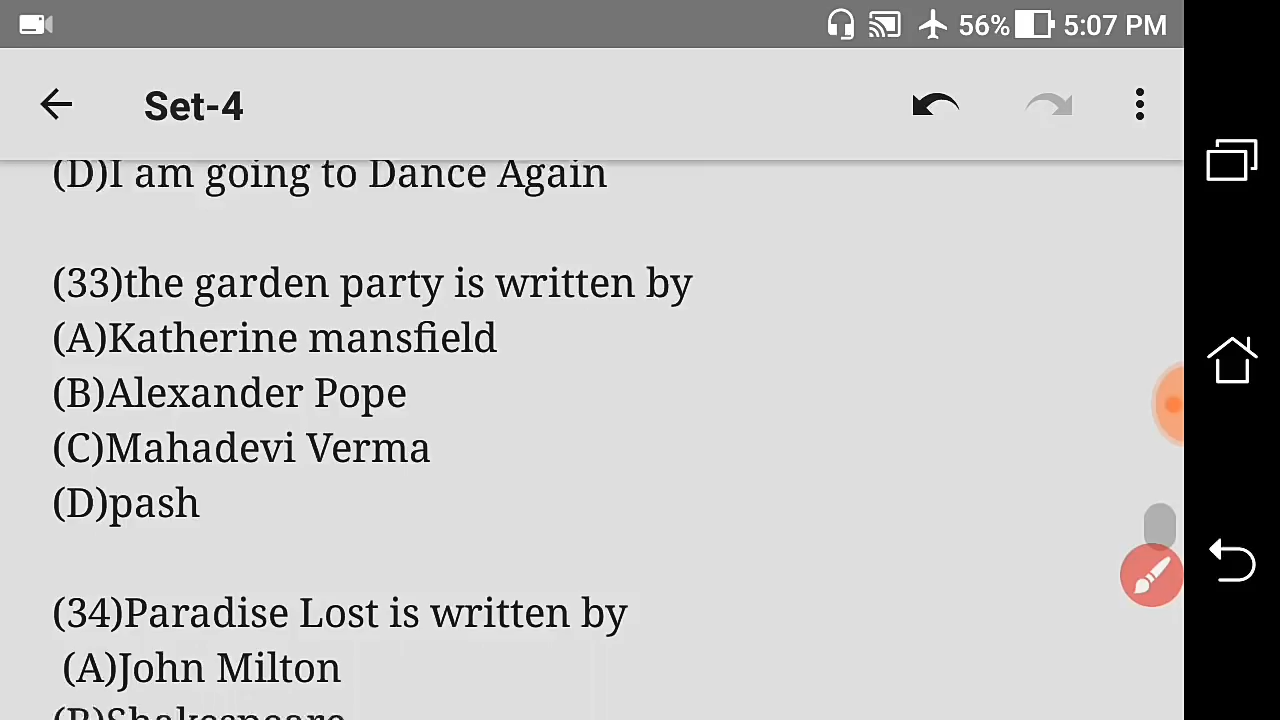 56% 5:07 PM
Set-4
(D)I am going to Dance Again
(33)the garden party is written by
(A)Katherine mansfield
(B)Alexander Pope
(C)Mahadevi Verma
(D)pash
(34)Paradise Lost is written by
(A)John Milton
(B)Shakespeare